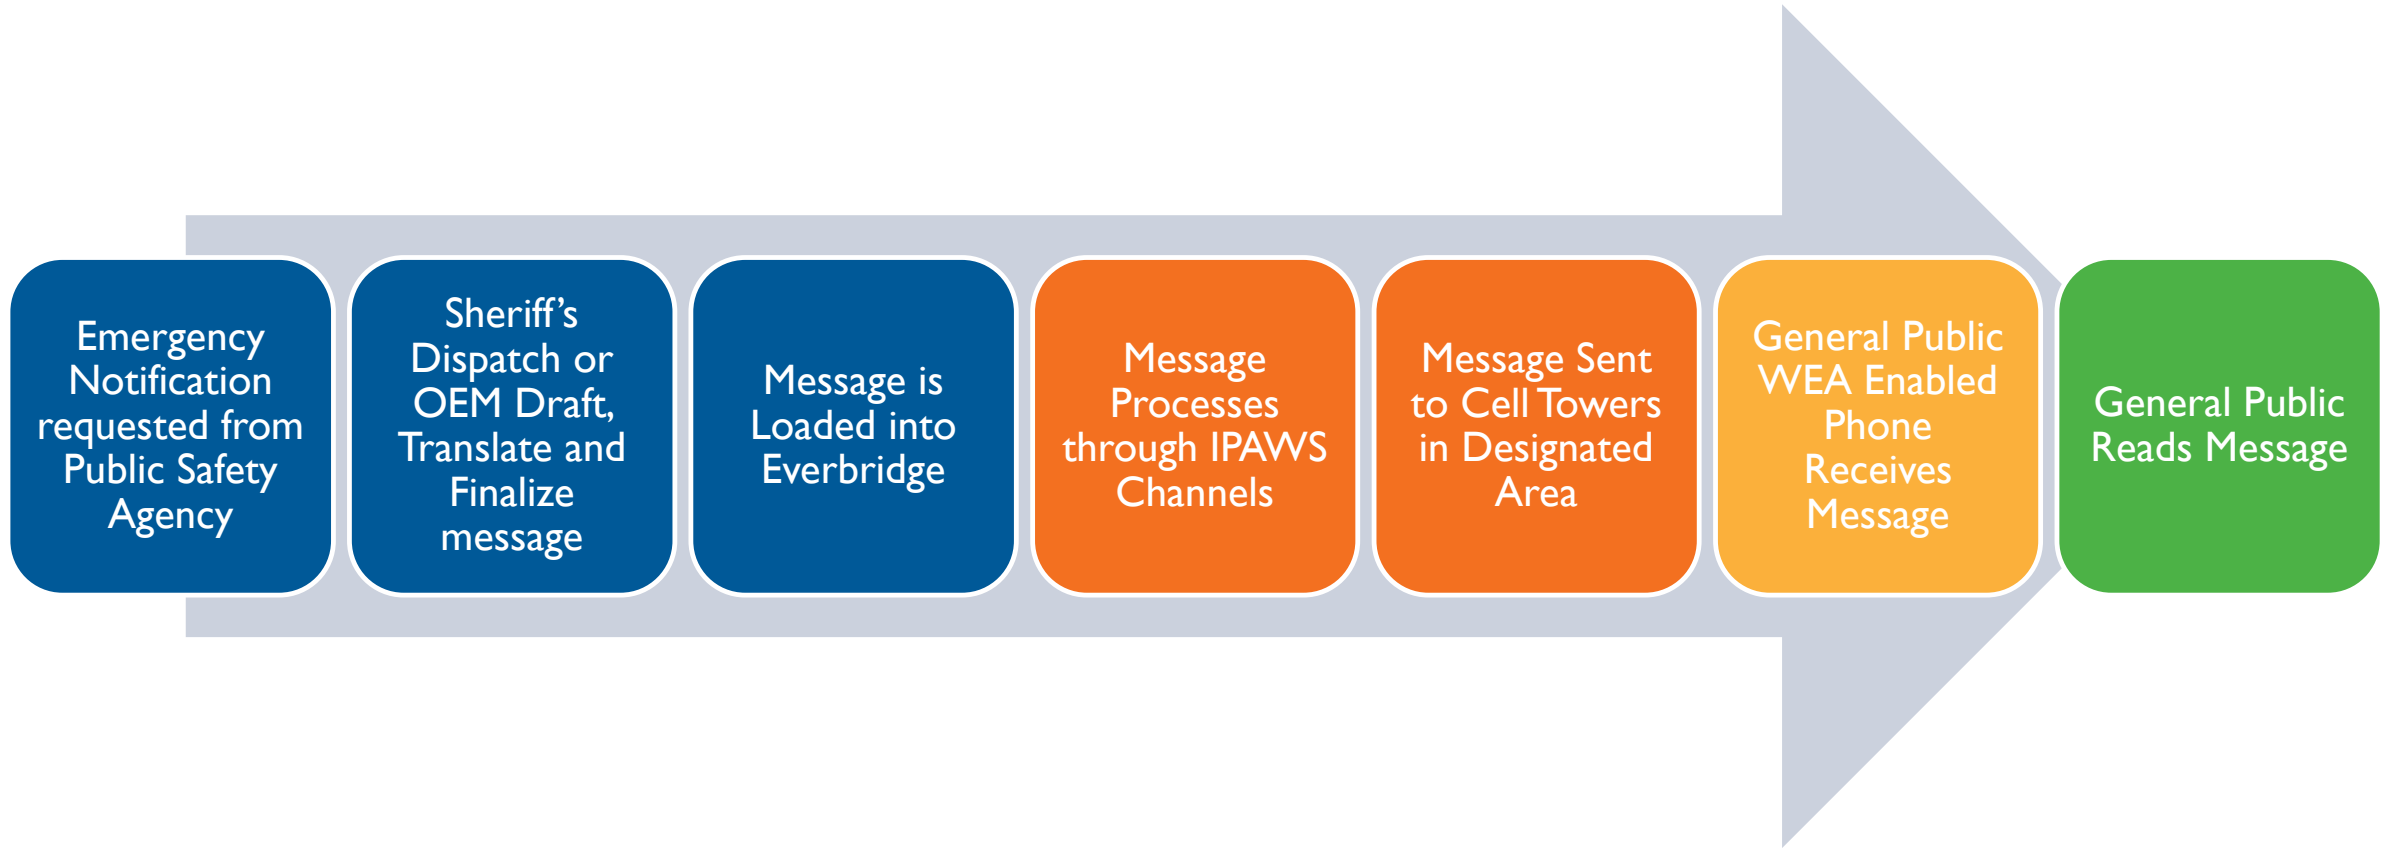 Emergency
Notification
requested from
Public Safety
Agency
Sheriff’s
Dispatch or
OEM Draft,
Translate and
Finalize
message
Message is
Loaded into
Everbridge
Message
Processes
through IPAWS
Channels
Message Sent
to Cell Towers
in Designated
Area
General Public
WEA Enabled
Phone
Receives
Message
General Public
Reads Message